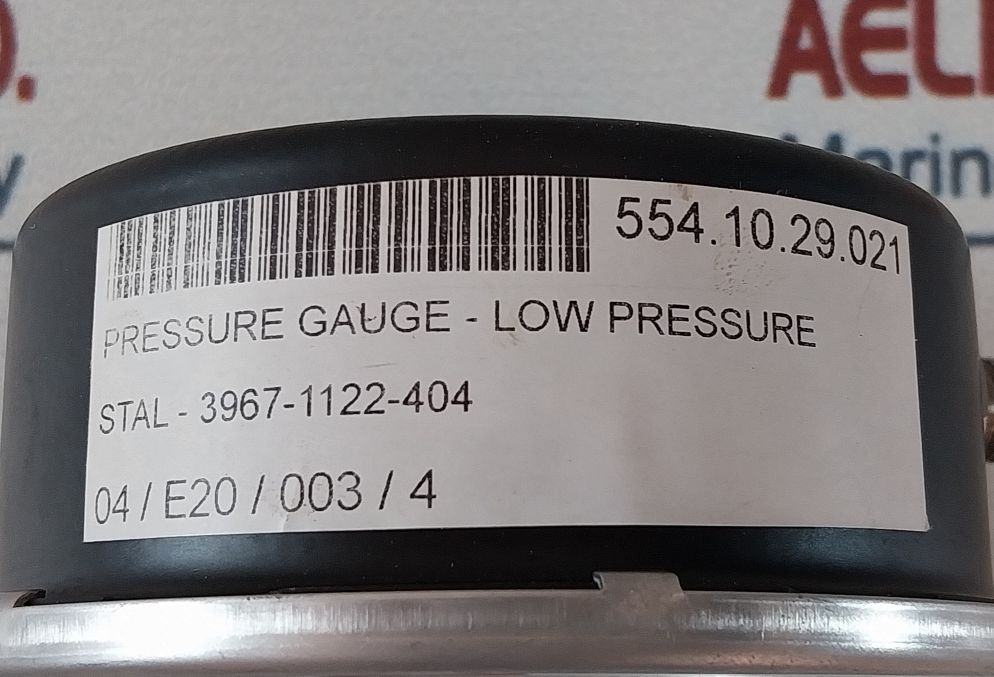 554.10.29.021
PRESSURE GAUGE - LOW PRESSURE
STAL - 3967-1122-404
04 / E20 / 003 / 4